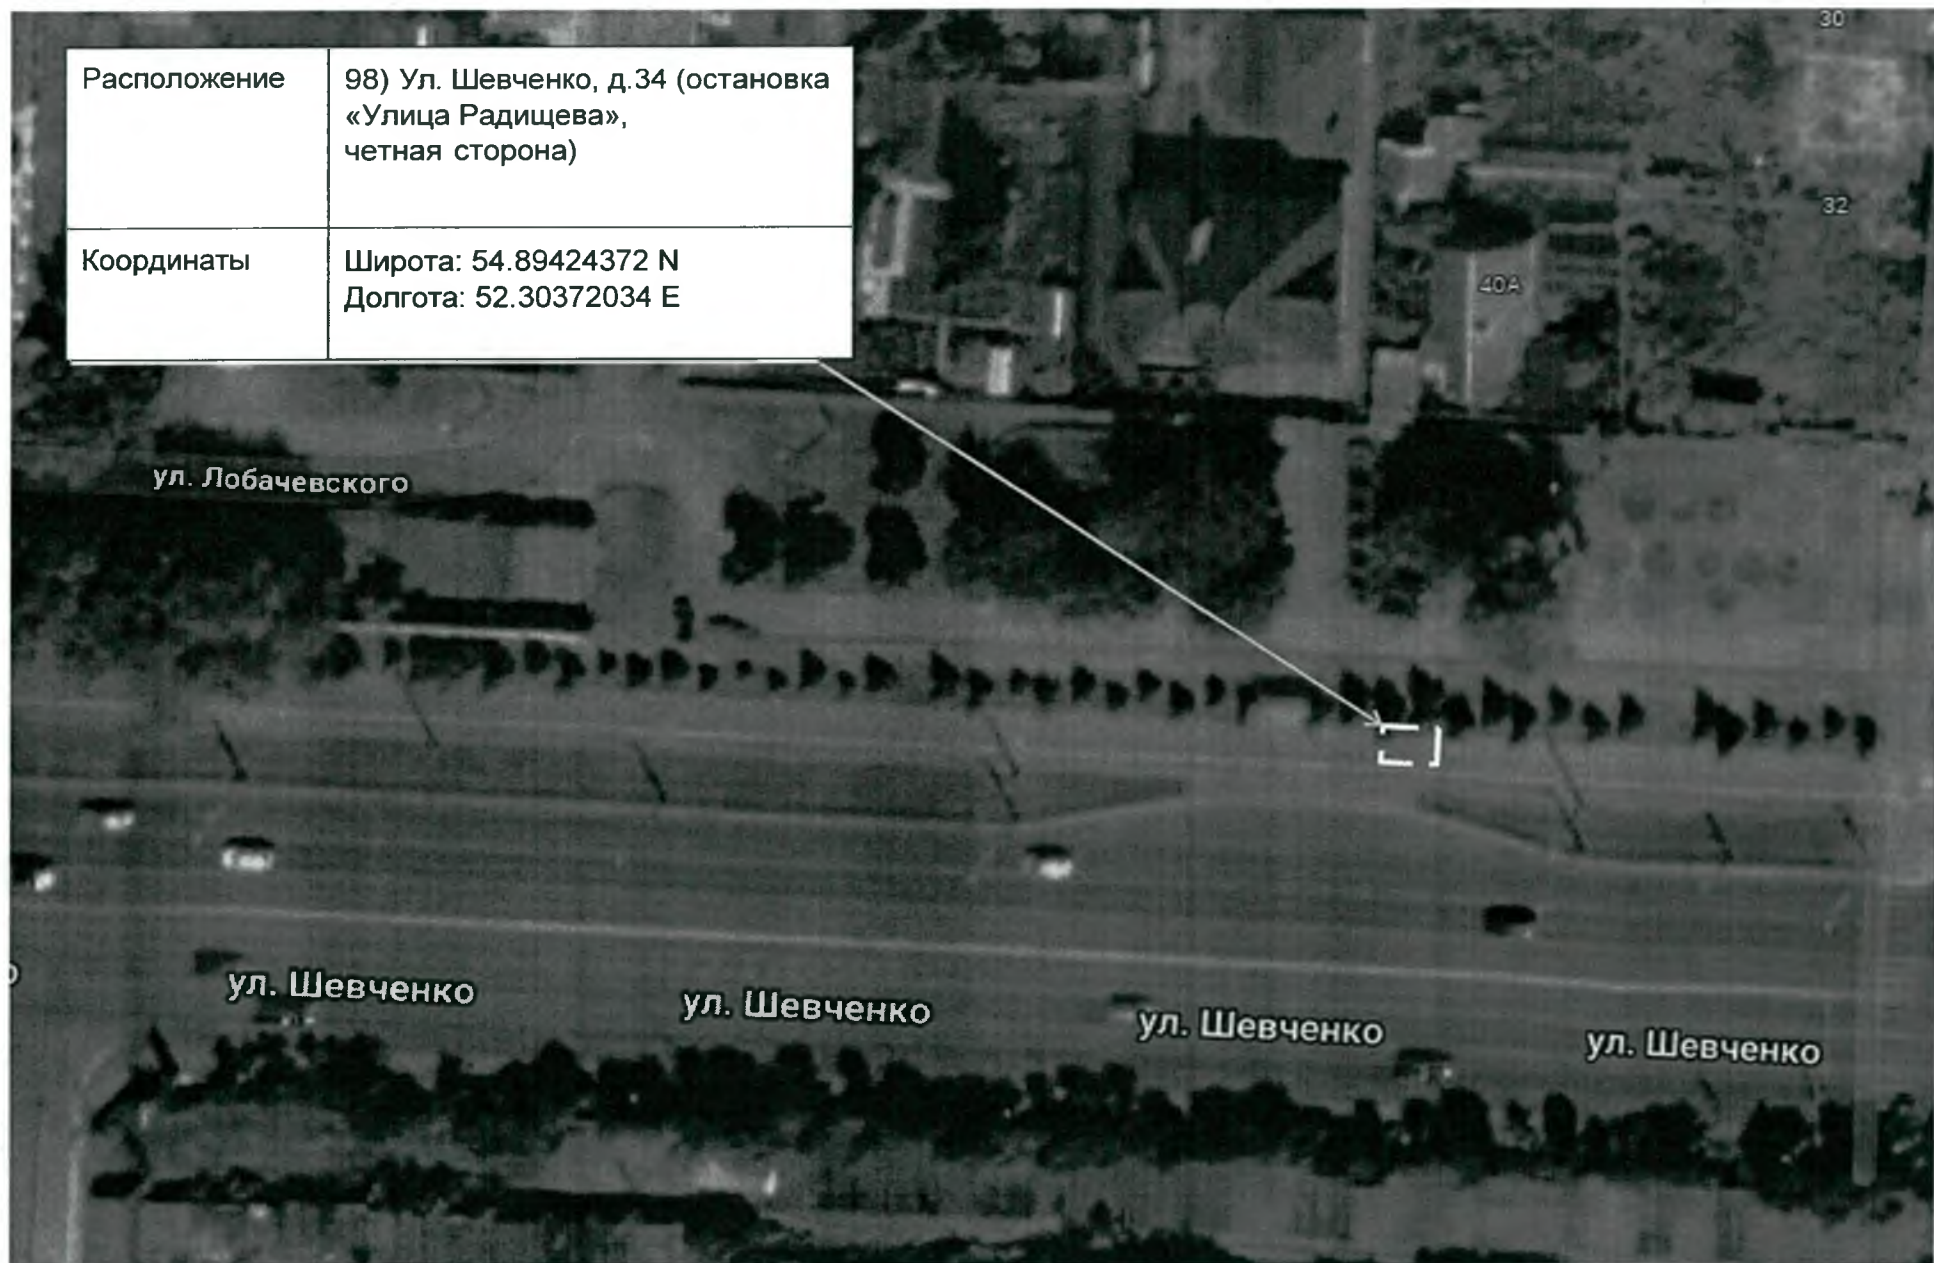 30
Расположение
98) Ул. Шевченко, д.34 (остановка
«Улица Радищева»,
четная сторона)
32
Координаты
Широта: 54.89424372 N
Долгота: 52.30372034 E
40А
ул. Лобачевского
ул. Шевченко
ул. Шевченко
ул. Шевченко
ул. Шевченко